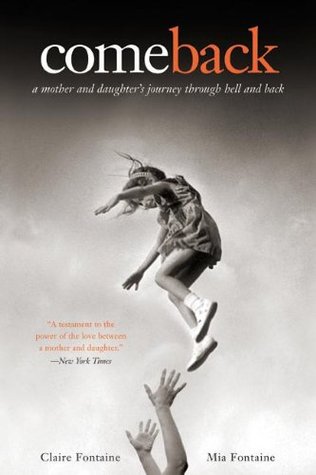 comeback
a mother and daughter's journey through hell and back
"A testament to the
power of the love between
a mother and daughter."
—New York Times
Claire Fontaine
Mia Fontaine